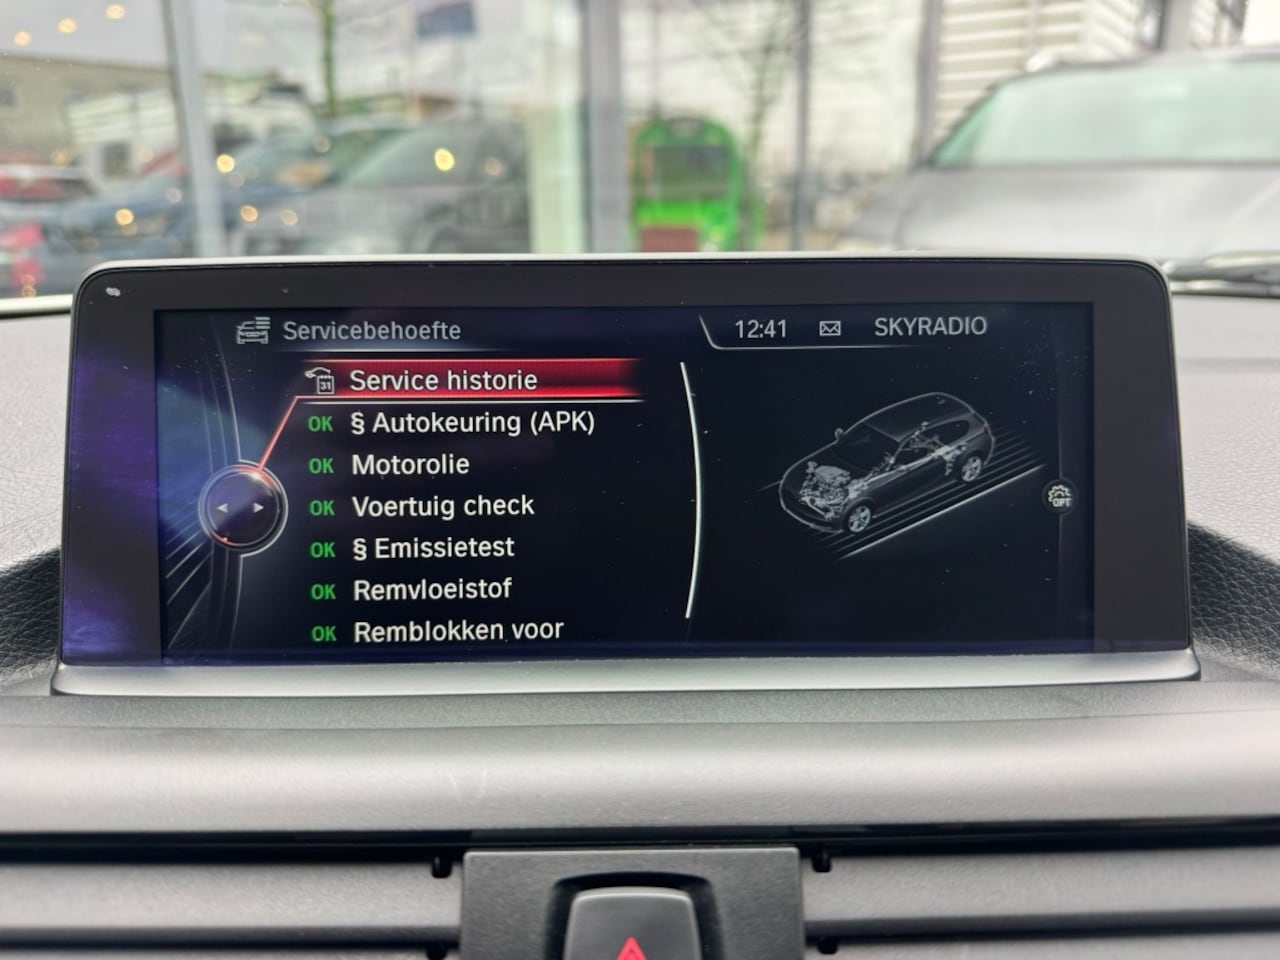 Servicebehoefte
12:41 SKYRADIO
31 Service historie
OK § Autokeuring (APK)
OK Motorolie
OK Voertuig check
OK § Emissietest
OK Remvloeistof
OK Remblokken voor
OPT